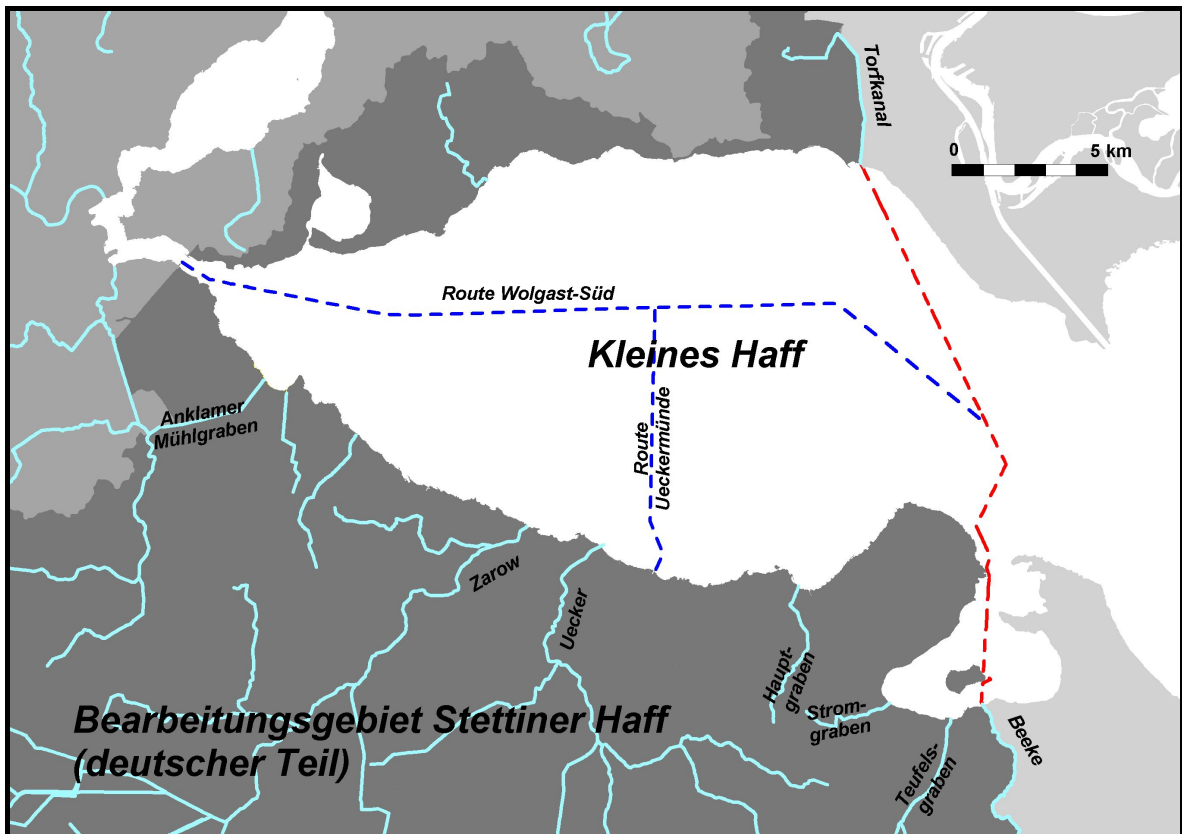 Torfkanal
0 5 km
Route Wolgast-Süd
Kleines Haff
Route
Ueckermünde
Anklamer
Mühlgraben
Zarow
Uecker
Haupt-
graben
Strom-
graben
Teufels-
graben
Beeke
Bearbeitungsgebiet Stettiner Haff
(deutscher Teil)